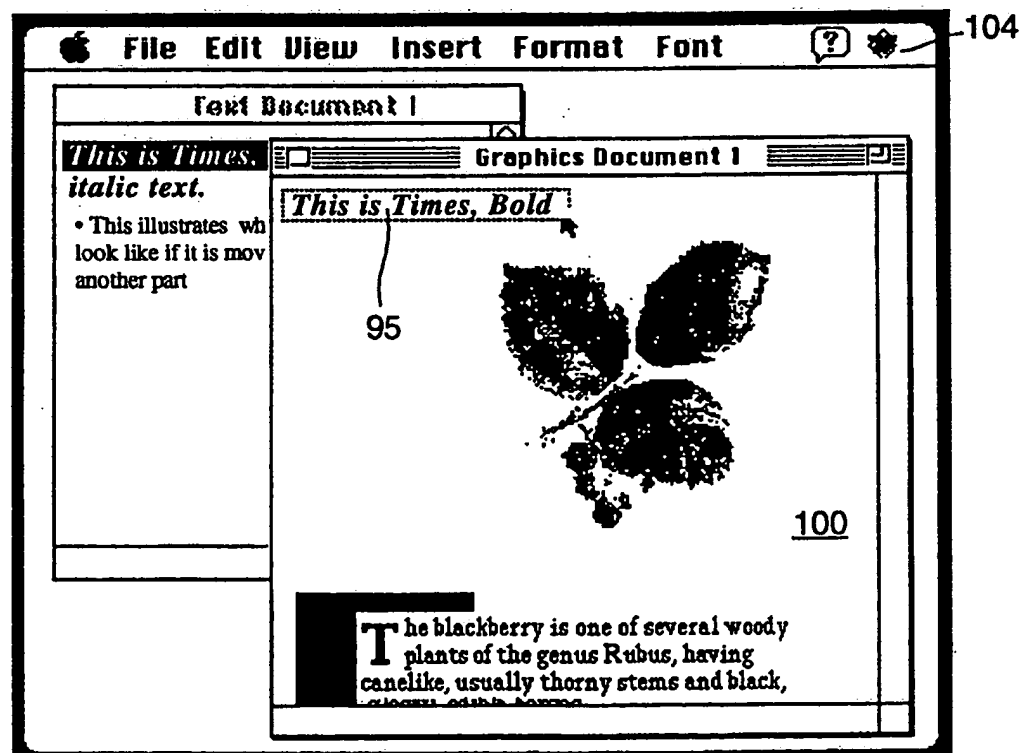 File Edit View Insert Format Font
104
Text Document 1
This is Times,
italic text.
• This illustrates wh
look like if it is mov
another part
Graphics Document 1
This is Times, Bold
95
100
The blackberry is one of several woody
plants of the genus Rubus, having
canelike, usually thorny stems and black,